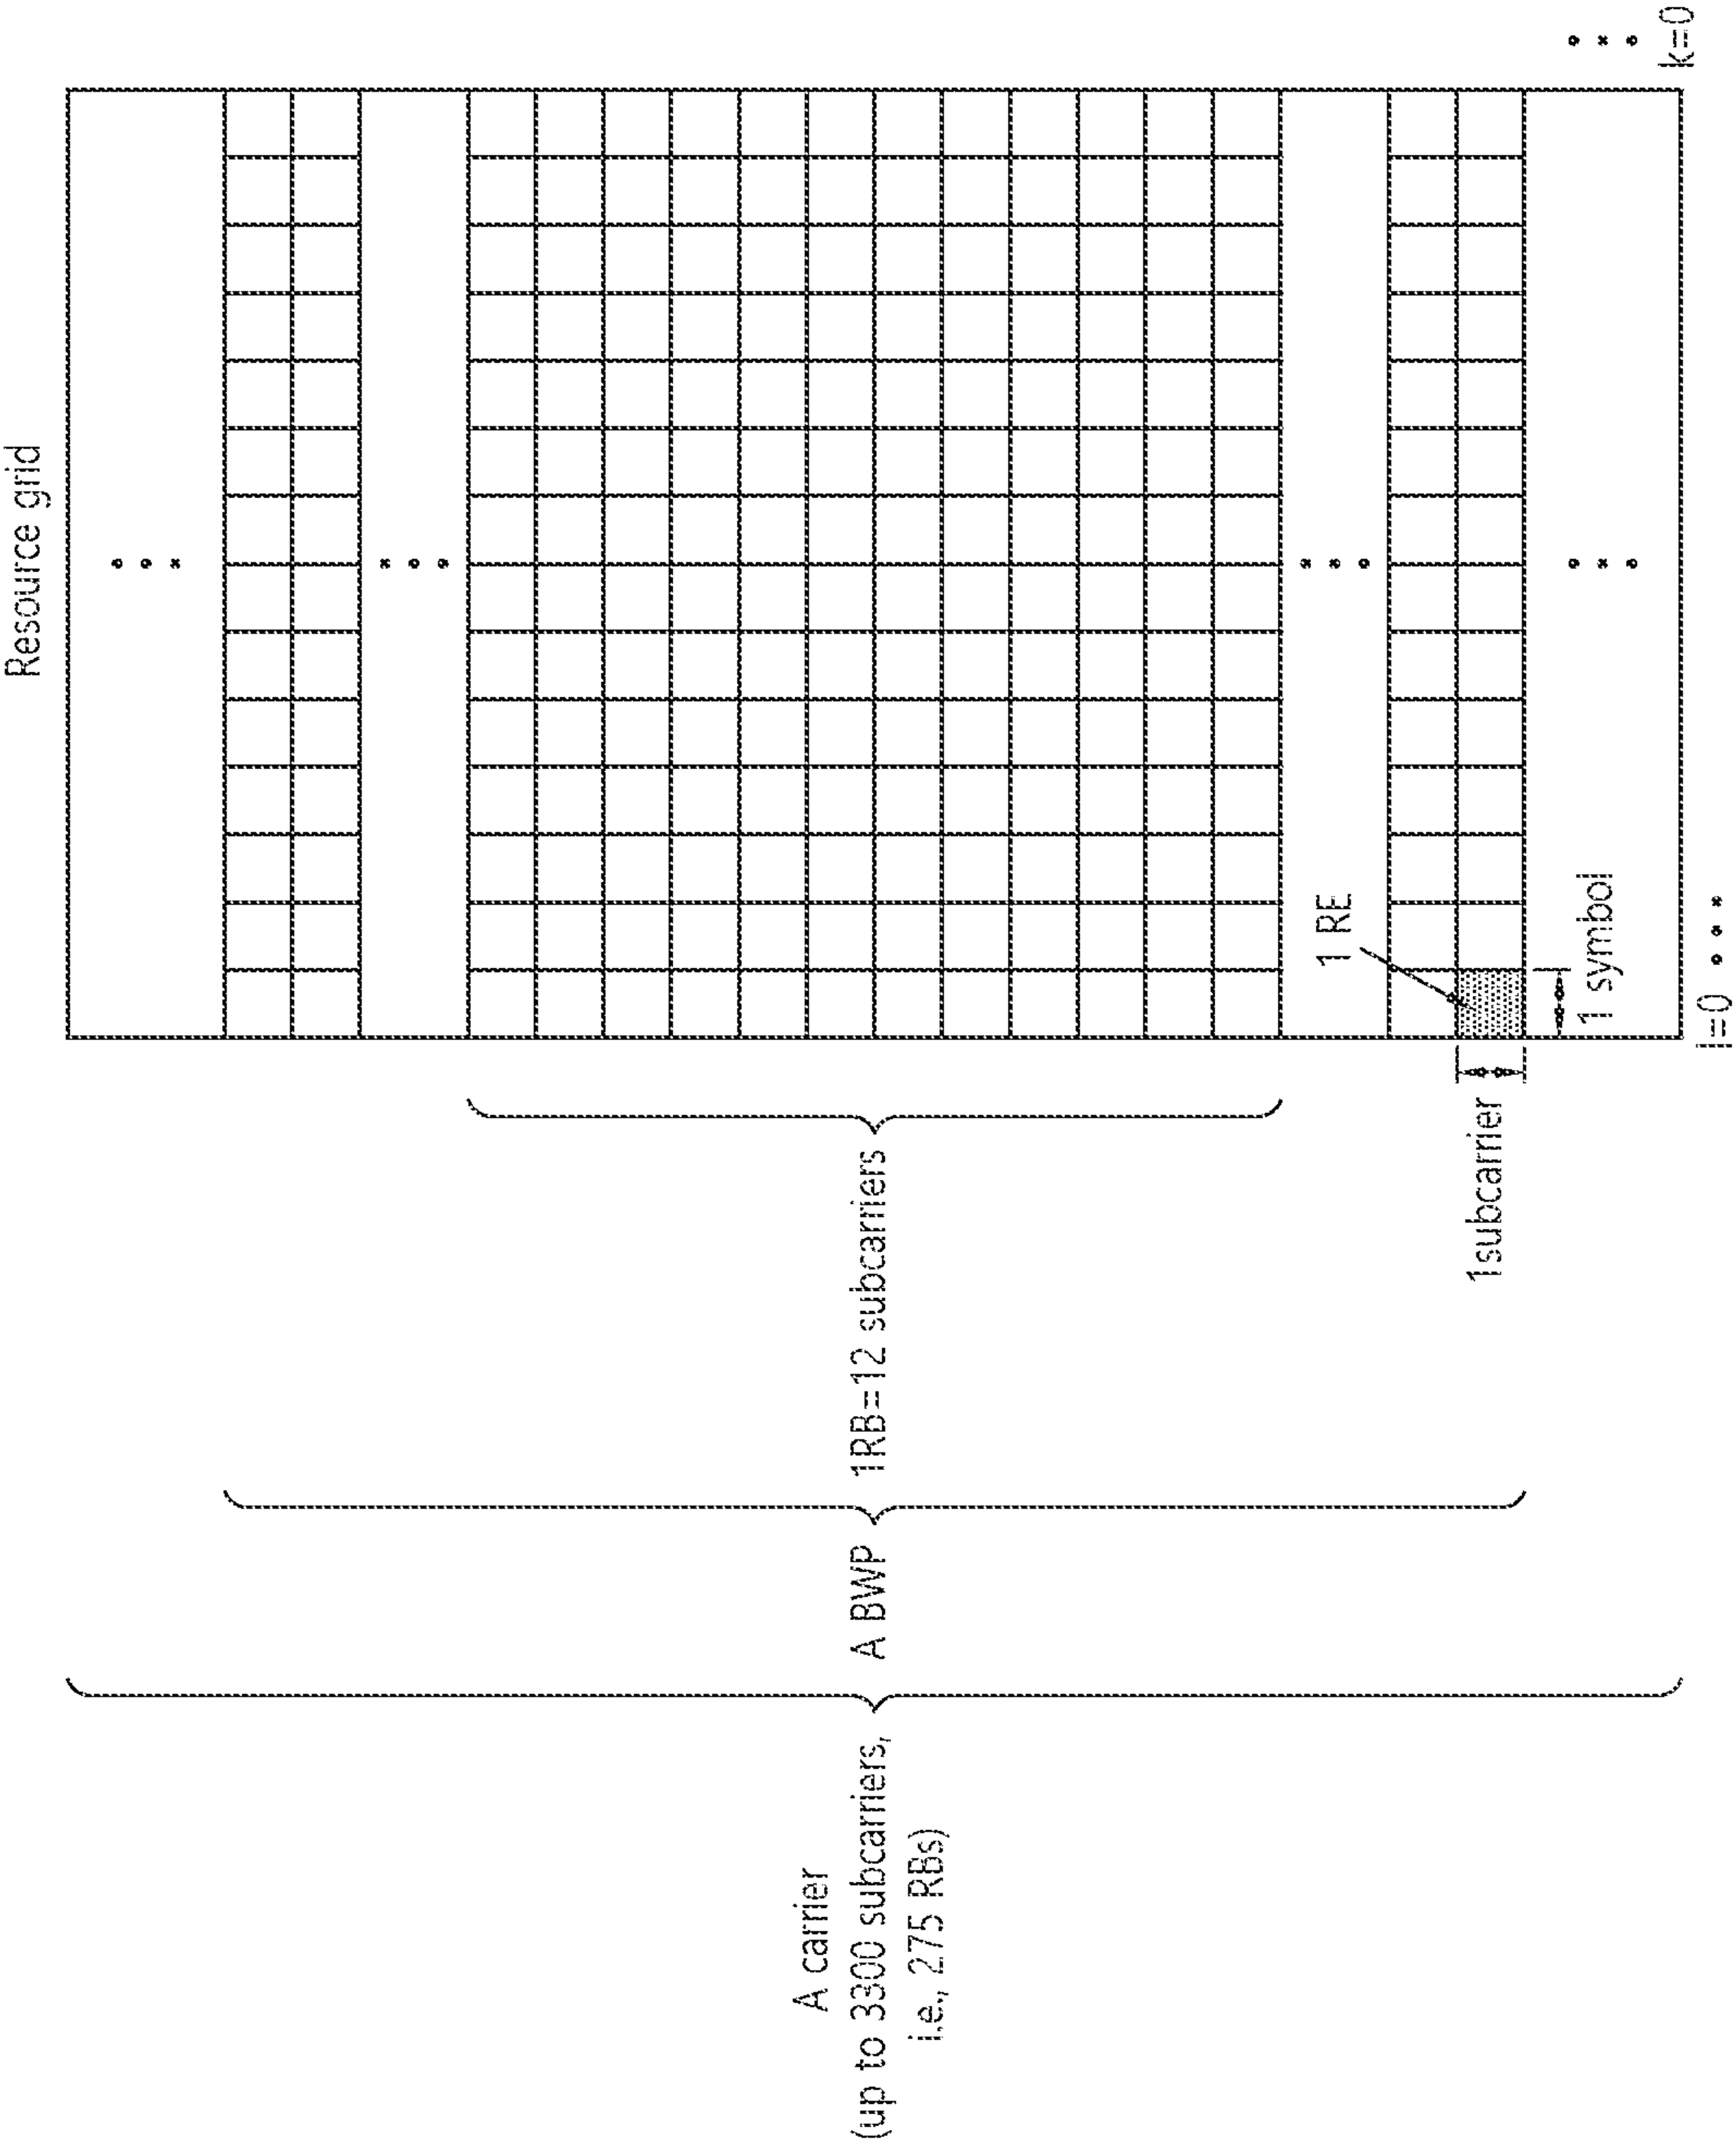 Resource grid
A carrier
(up to 3300 subcarriers,
i.e., 275 RBs)
A BWP
1RB=12 subcarriers
1 RE
1subcarrier
1 symbol
k=0
i=0